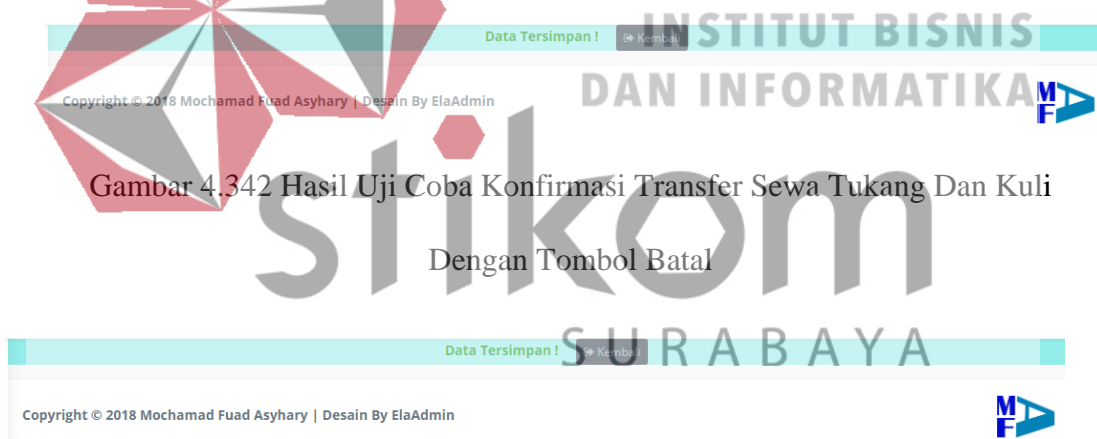 INSTITUT BISNIS
Data Tersimpan ! Kembali
DAN INFORMATIKA
Copyright © 2018 Mochamad Fuad Asyhary | Desain By ElaAdmin
MF
Gambar 4.342 Hasil Uji Coba Konfirmasi Transfer Sewa Tukang Dan Kuli
stikom
Dengan Tombol Batal
SURABAYA
Data Tersimpan ! Kembali
Copyright © 2018 Mochamad Fuad Asyhary | Desain By ElaAdmin
MF